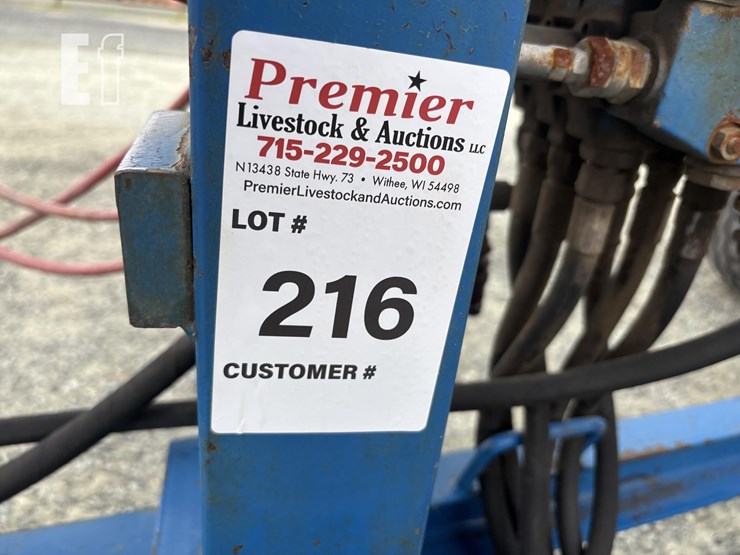 Ef
Premier
Livestock & Auctions LLC
715-229-2500
N13438 State Hwy. 73 • Withee, WI 54498
PremierLivestockandAuctions.com
LOT #
216
CUSTOMER #